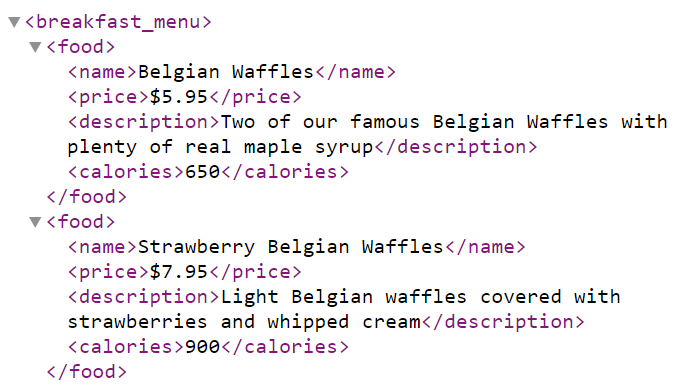 <breakfast_menu>
<food>
<name>Belgian Waffles</name>
<price>$5.95</price>
<description>Two of our famous Belgian Waffles with
plenty of real maple syrup</description>
<calories>650</calories>
</food>
<food>
<name>Strawberry Belgian Waffles</name>
<price>$7.95</price>
<description>Light Belgian waffles covered with
strawberries and whipped cream</description>
<calories>900</calories>
</food>